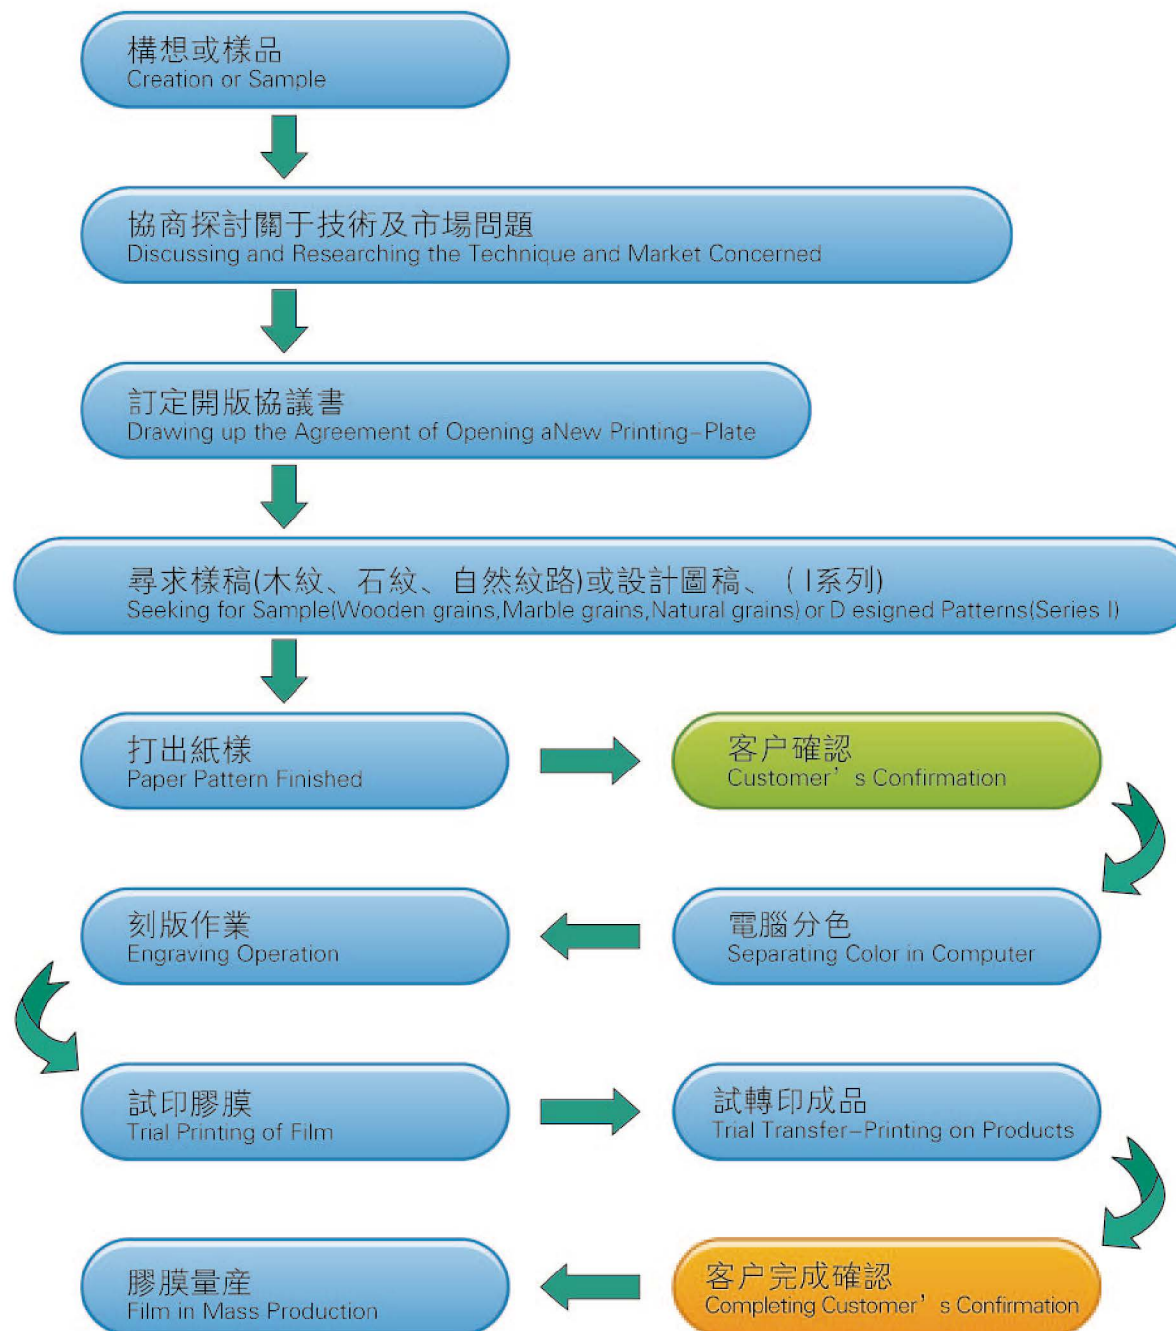 構想或樣品
Creation or Sample
協商探討關于技術及市場問題
Discussing and Researching the Technique and Market Concerned
訂定開版協議書
Drawing up the Agreement of Opening aNew Printing-Plate
尋求樣稿(木紋、石紋、自然紋路)或設計圖稿、（I系列)
Seeking for Sample(Wooden grains,Marble grains,Natural grains) or D esigned Patterns(Series I)
打出紙樣
Paper Pattern Finished
客户確認
Customer’s Confirmation
電腦分色
Separating Color in Computer
刻版作業
Engraving Operation
試印膠膜
Trial Printing of Film
試轉印成品
Trial Transfer-Printing on Products
客户完成確認
Completing Customer’s Confirmation
膠膜量産
Film in Mass Production